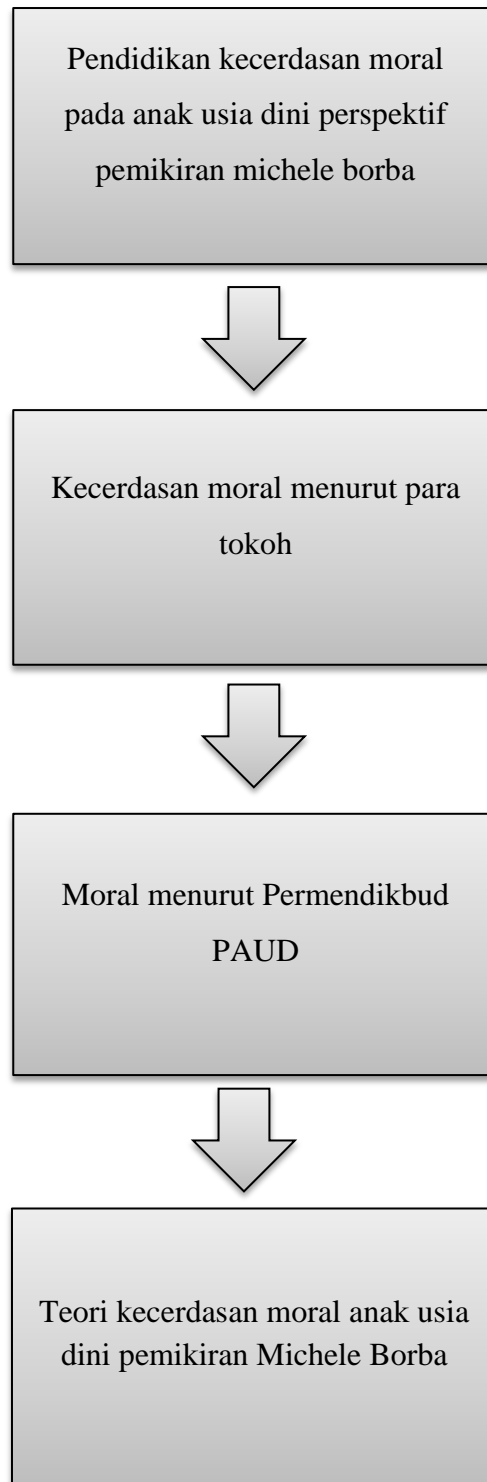 Pendidikan kecerdasan moral
pada anak usia dini perspektif
pemikiran michele borba
Kecerdasan moral menurut para
tokoh
Moral menurut Permendikbud
PAUD
Teori kecerdasan moral anak usia
dini pemikiran Michele Borba